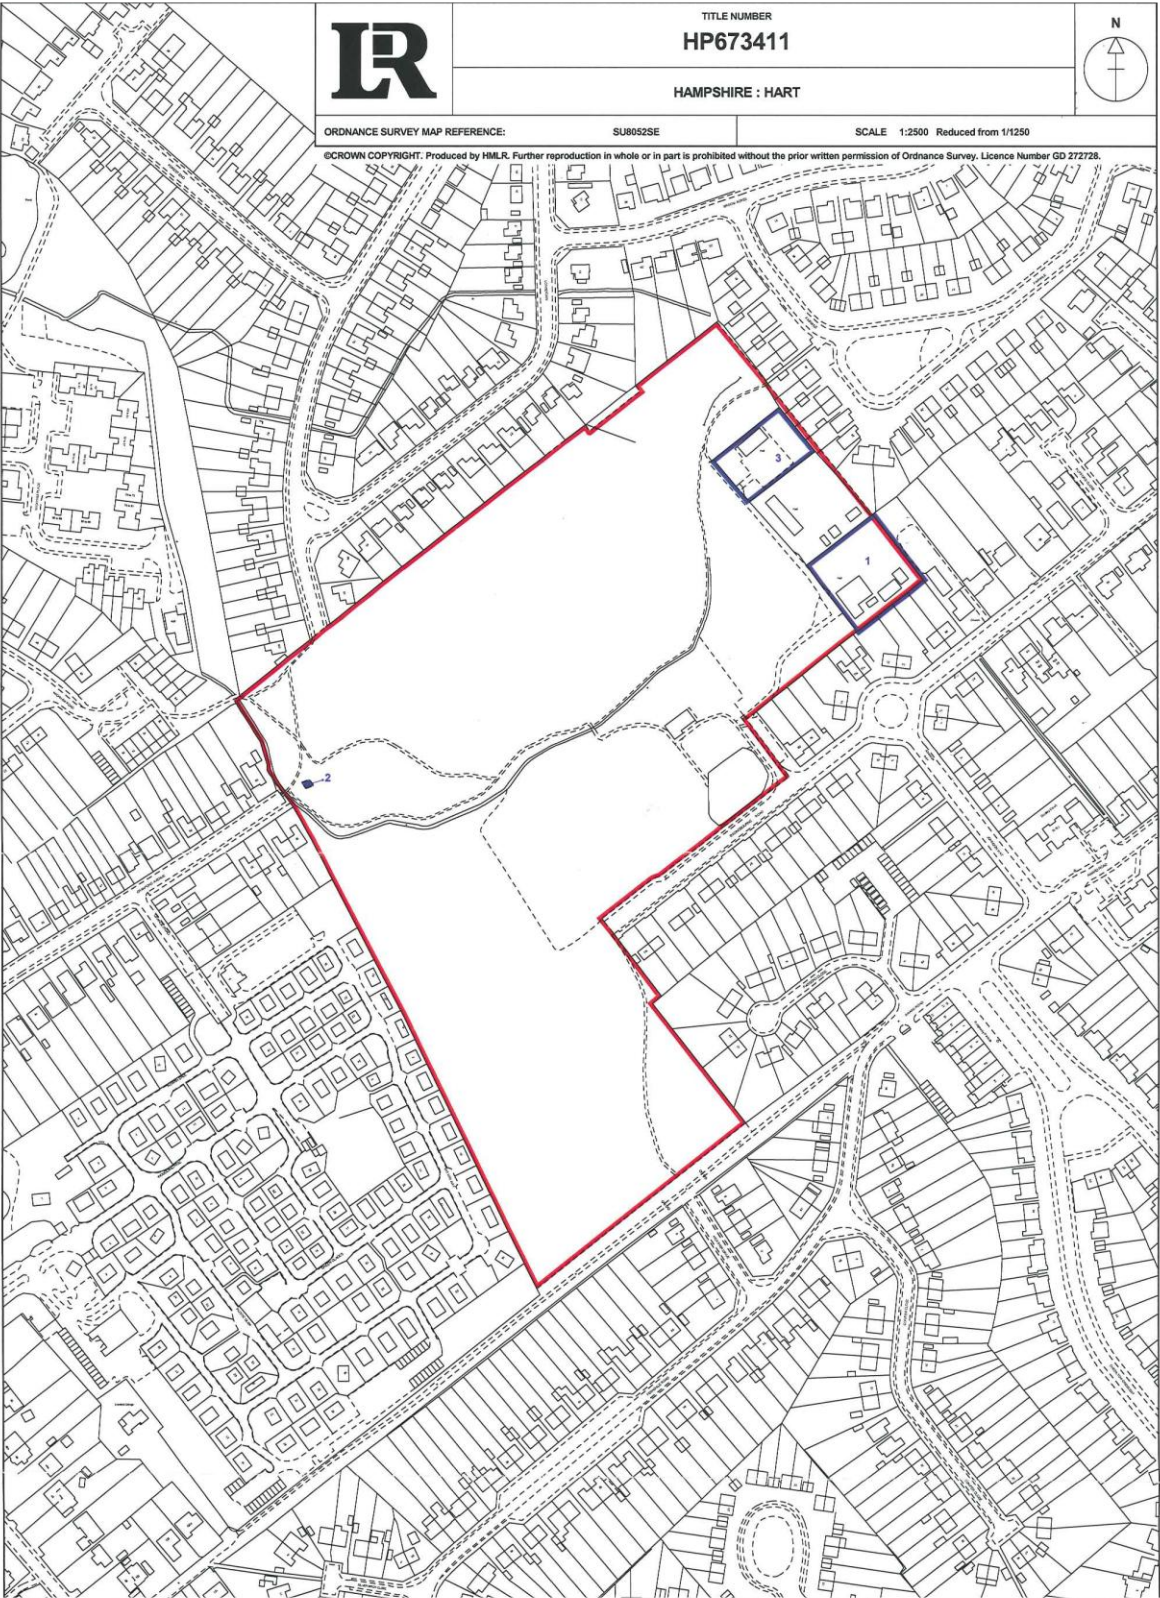 LR
TITLE NUMBER
HP673411
HAMPSHIRE : HART
N
ORDNANCE SURVEY MAP REFERENCE: SU8052SE SCALE 1:2500 Reduced from 1/1250
©CROWN COPYRIGHT. Produced by HMLR. Further reproduction in whole or in part is prohibited without the prior written permission of Ordnance Survey. Licence Number GD 272728.
3
1
2